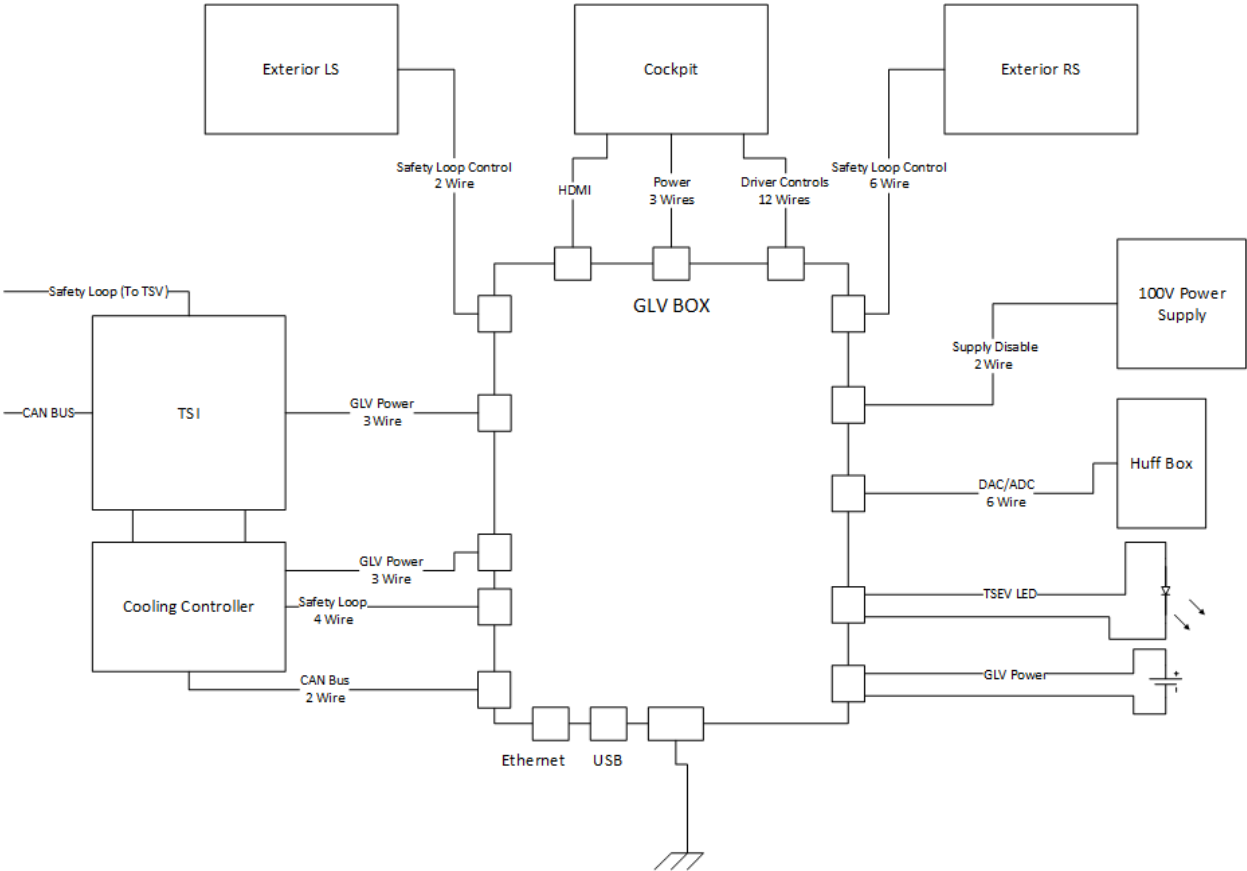 Exterior LS
Cockpit
Exterior RS
Safety Loop Control
2 Wire
HDMI
Power
3 Wires
Driver Controls
12 Wires
Safety Loop Control
6 Wire
Safety Loop (To TSV)
GLV BOX
100V Power
Supply
Supply Disable
2 Wire
CAN BUS
TSI
GLV Power
3 Wire
Huff Box
DAC/ADC
6 Wire
GLV Power
3 Wire
Cooling Controller
Safety Loop
4 Wire
TSEV LED
CAN Bus
2 Wire
GLV Power
+
-
Ethernet
USB